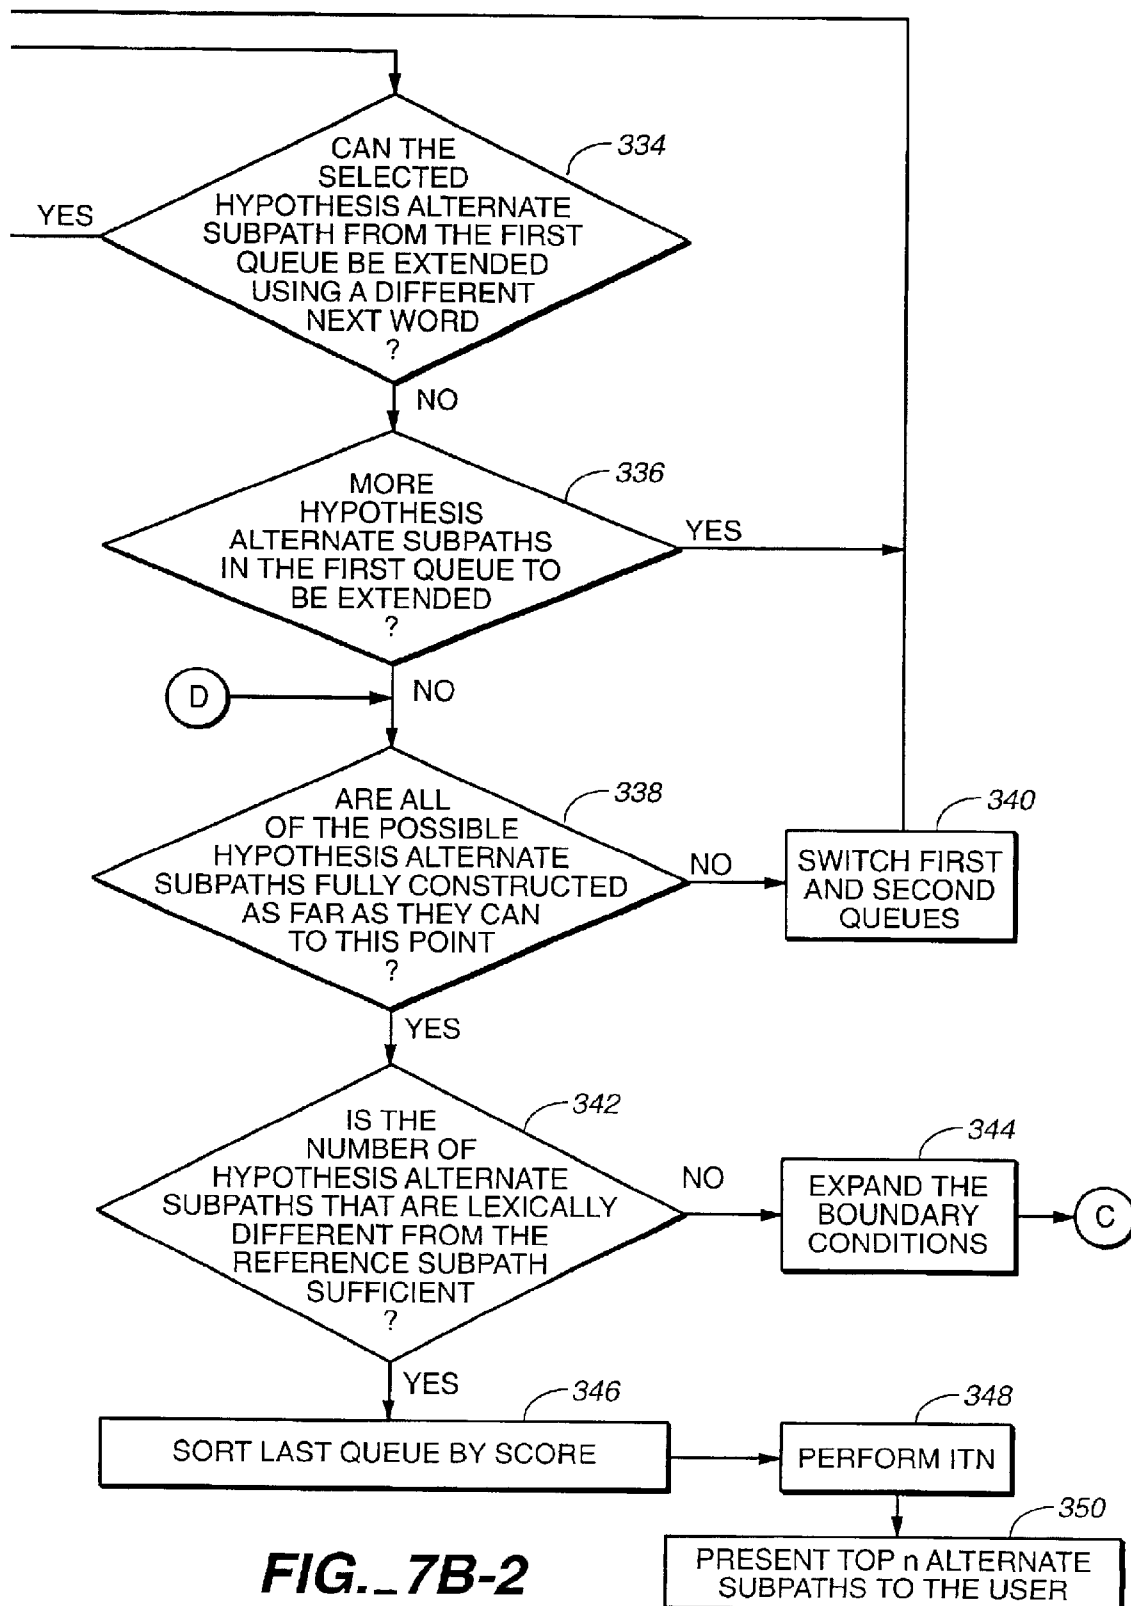 334
CAN THE
SELECTED
HYPOTHESIS ALTERNATE
SUBPATH FROM THE FIRST
QUEUE BE EXTENDED
USING A DIFFERENT
NEXT WORD
?
YES
NO
336
MORE
HYPOTHESIS
ALTERNATE SUBPATHS
IN THE FIRST QUEUE TO
BE EXTENDED
?
YES
NO
D
338
ARE ALL
OF THE POSSIBLE
HYPOTHESIS ALTERNATE
SUBPATHS FULLY CONSTRUCTED
AS FAR AS THEY CAN
TO THIS POINT
?
NO
340
SWITCH FIRST
AND SECOND
QUEUES
YES
342
IS THE
NUMBER OF
HYPOTHESIS ALTERNATE
SUBPATHS THAT ARE LEXICALLY
DIFFERENT FROM THE
REFERENCE SUBPATH
SUFFICIENT
?
NO
344
EXPAND THE
BOUNDARY
CONDITIONS
C
YES
346
SORT LAST QUEUE BY SCORE
348
PERFORM ITN
350
PRESENT TOP n ALTERNATE
SUBPATHS TO THE USER
FIG._7B-2